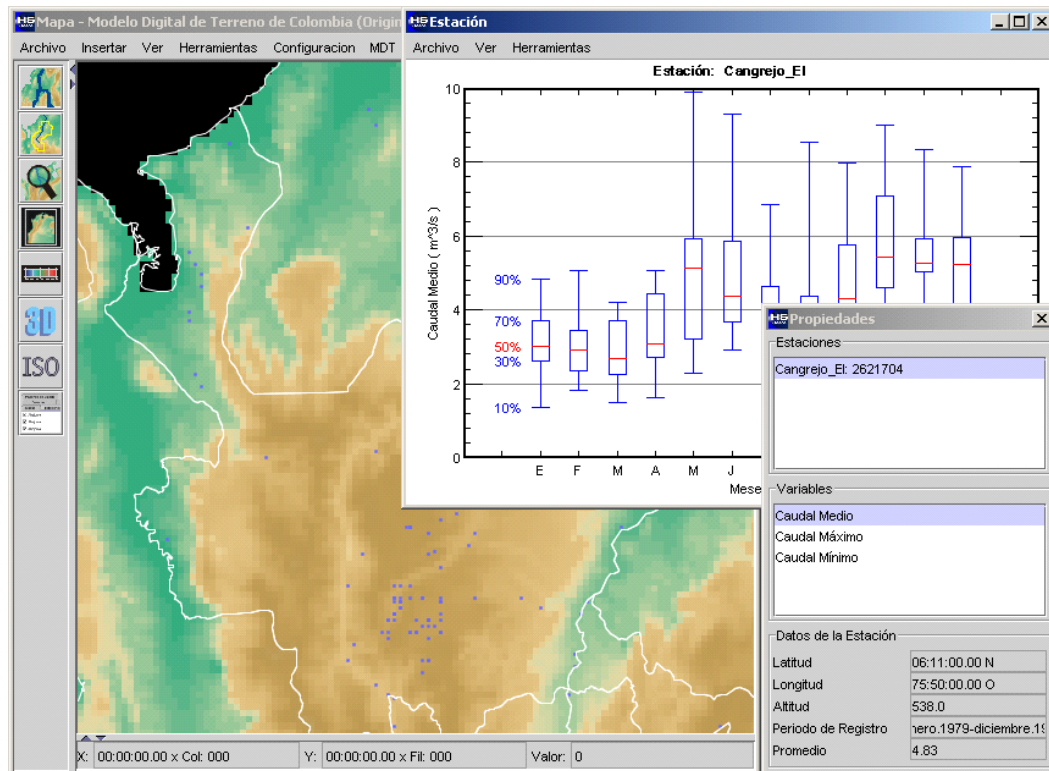 Mapa - Modelo Digital de Terreno de Colombia (Origin
Archivo Insertar Ver Herramientas Configuracion MDT
3D
ISO
X: 00:00:00.00 x Col: 000 Y: 00:00:00.00 x Fil: 000 Valor: 0
HS Estación
Archivo Ver Herramientas
Estación: Cangrejo_El
Caudal Medio ( m^3/s )
10
8
6
4
2
0
90%
70%
50%
30%
10%
E F M A M J
Mese
HS Propiedades
Estaciones
Cangrejo_El: 2621704
Variables
Caudal Medio
Caudal Máximo
Caudal Mínimo
Datos de la Estación
Latitud 06:11:00.00 N
Longitud 75:50:00.00 O
Altitud 538.0
Periodo de Registro nero.1979-diciembre.19
Promedio 4.83